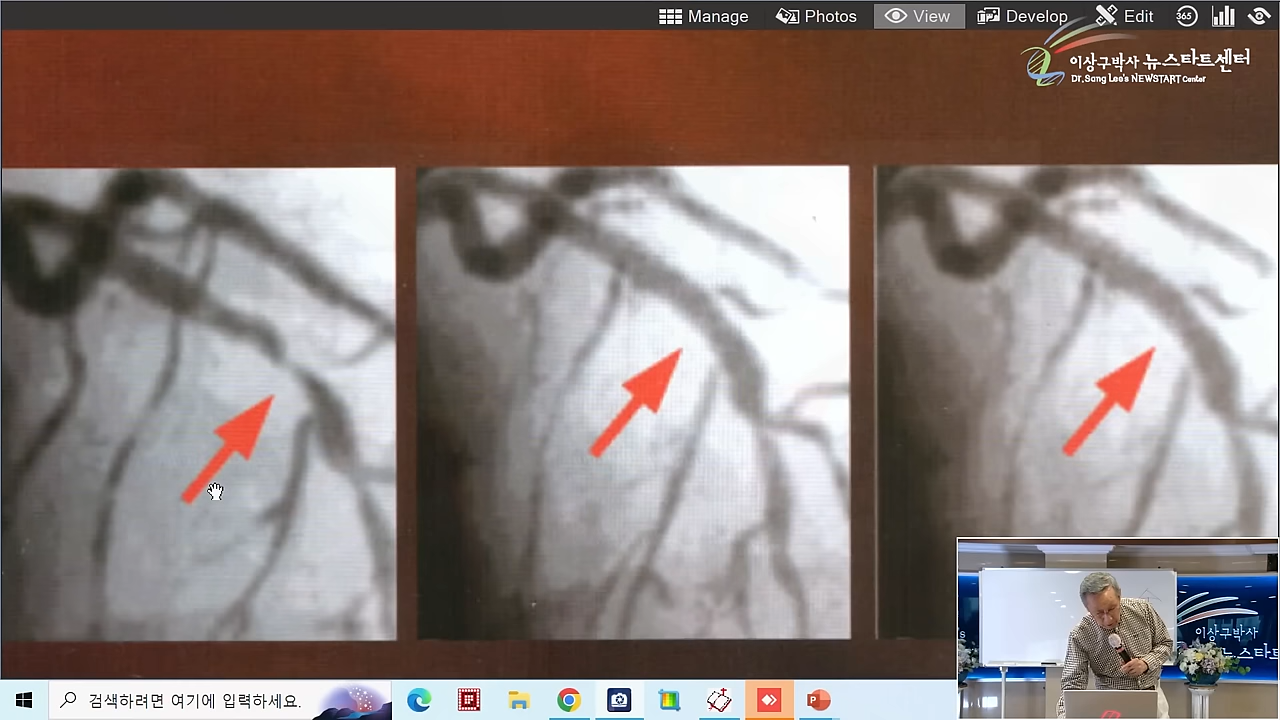 Manage
Photos
View
Develop
Edit
365
이상구박사 뉴스타트센터
Dr. Sang Lee's NEWSTART Center
이상구박사
뉴스타트
검색하려면 여기에 입력하세요.